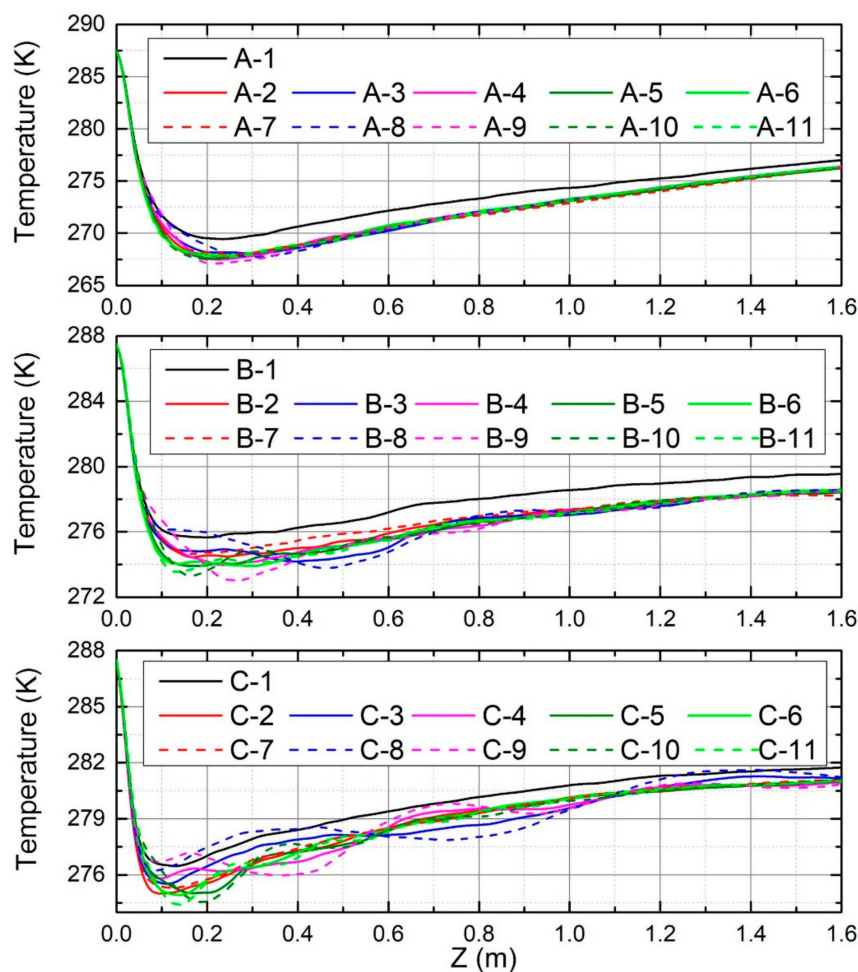 290
285
280
275
270
265
Temperature (K)
A-1
A-2 A-3 A-4 A-5 A-6
A-7 A-8 A-9 A-10 A-11
0.0 0.2 0.4 0.6 0.8 1.0 1.2 1.4 1.6
288
284
280
276
272
Temperature (K)
B-1
B-2 B-3 B-4 B-5 B-6
B-7 B-8 B-9 B-10 B-11
0.0 0.2 0.4 0.6 0.8 1.0 1.2 1.4 1.6
288
285
282
279
276
Temperature (K)
C-1
C-2 C-3 C-4 C-5 C-6
C-7 C-8 C-9 C-10 C-11
0.0 0.2 0.4 0.6 0.8 1.0 1.2 1.4 1.6
Z (m)